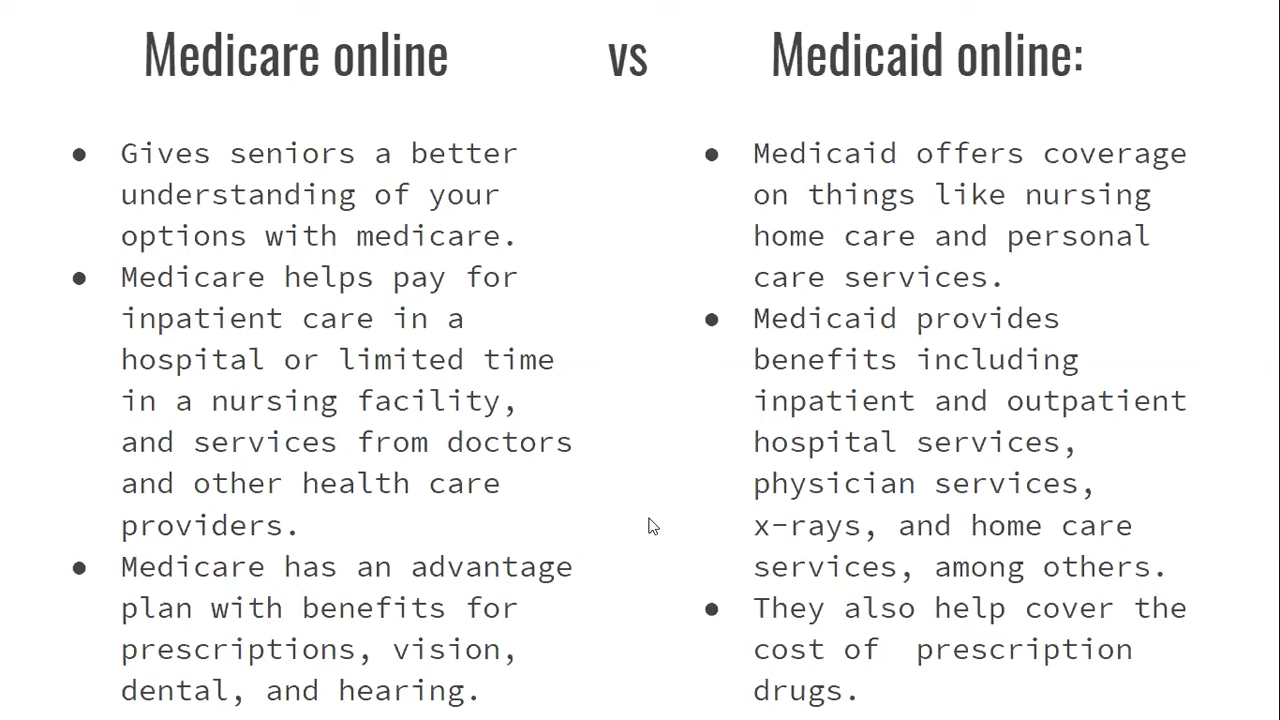 Medicare online vs Medicaid online:
● Gives seniors a better
understanding of your
options with medicare.
● Medicare helps pay for
inpatient care in a
hospital or limited time
in a nursing facility,
and services from doctors
and other health care
providers.
● Medicare has an advantage
plan with benefits for
prescriptions, vision,
dental, and hearing.
● Medicaid offers coverage
on things like nursing
home care and personal
care services.
● Medicaid provides
benefits including
inpatient and outpatient
hospital services,
physician services,
x-rays, and home care
services, among others.
● They also help cover the
cost of  prescription
drugs.